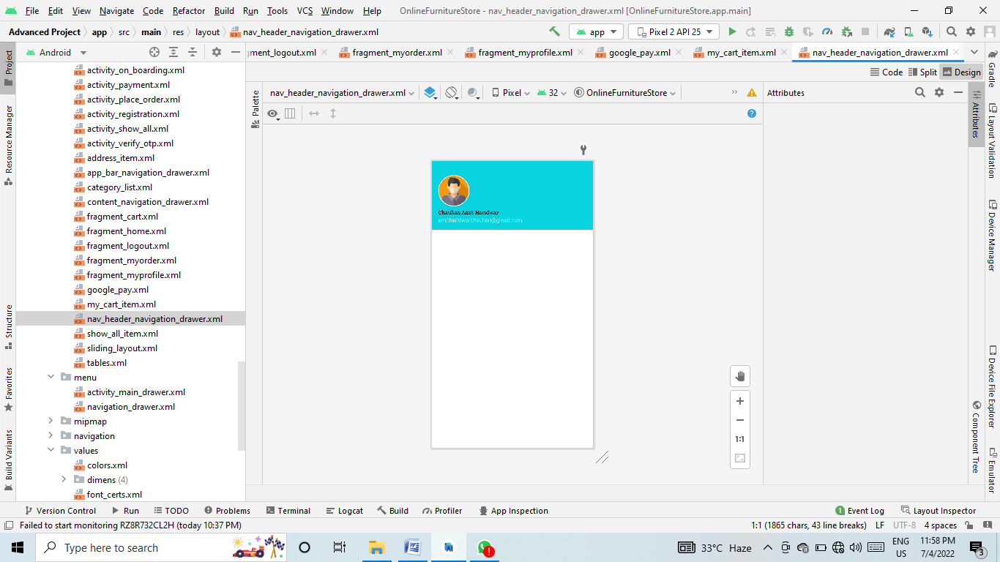 File Edit View Navigate Code Refactor Build Run Tools VCS Window Help OnlineFurnitureStore - nav_header_navigation_drawer.xml [OnlineFurnitureStore.app.main]
Advanced Project app src main res layout nav_header_navigation_drawer.xml app Pixel 2 API 25
Android gment_logout.xml fragment_myorder.xml fragment_myprofile.xml google_pay.xml my_cart_item.xml nav_header_navigation_drawer.xml
Code Split Design
nav_header_navigation_drawer.xml Pixel 32 OnlineFurnitureStore Attributes
activity_on_boarding.xml
activity_payment.xml
activity_place_order.xml
activity_registration.xml
activity_show_all.xml
activity_verify_otp.xml
address_item.xml
app_bar_navigation_drawer.xml
category_list.xml
content_navigation_drawer.xml
fragment_cart.xml
fragment_home.xml
fragment_logout.xml
fragment_myorder.xml
fragment_myprofile.xml
google_pay.xml
my_cart_item.xml
nav_header_navigation_drawer.xml
show_all_item.xml
sliding_layout.xml
tables.xml
menu
activity_main_drawer.xml
navigation_drawer.xml
mipmap
navigation
values
colors.xml
dimens (4)
font_certs.xml
Project
Resource Manager
Structure
Favorites
Build Variants
Palette
Chauhan Amit Haridwar
1:1
Attributes
Component Tree
Gradle
Layout Validation
Device Manager
Device File Explorer
Emulator
Version Control Run TODO Problems Terminal Logcat Build Profiler App Inspection 1 Event Log Layout Inspector
Failed to start monitoring RZ8R732CL2H (today 10:37 PM) 1:1 (1865 chars, 43 line breaks) LF UTF-8 4 spaces
Type here to search 33°C Haze ENG US 11:58 PM 7/4/2022 3